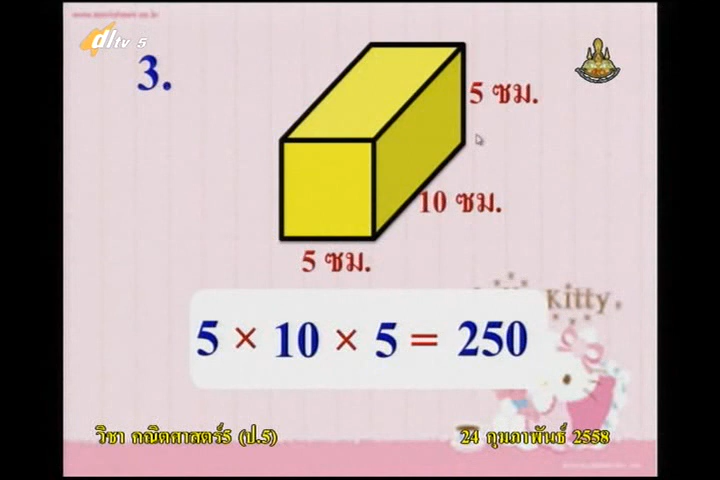 dltv 5
3.
5 ซม.
10 ซม.
5 ซม.
Kitty
5 × 10 × 5 = 250
วิชา คณิตศาสตร์5 (ป.5)
24 กุมภาพันธ์ 2558